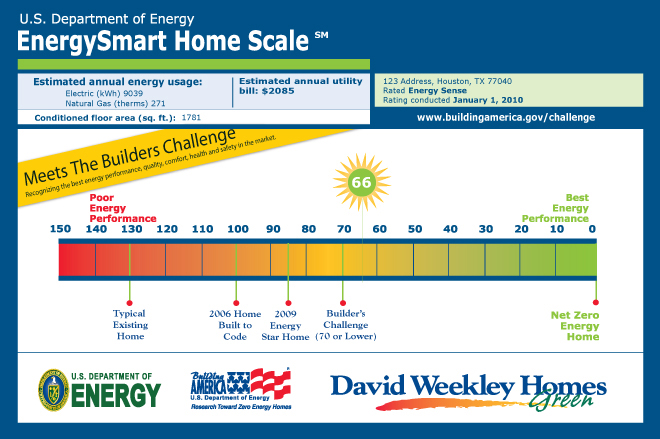 U.S. Department of Energy
EnergySmart Home Scale SM
Estimated annual energy usage:
Electric (kWh) 9039
Natural Gas (therms) 271
Estimated annual utility
bill: $2085
123 Address, Houston, TX 77040
Rated Energy Sense
Rating conducted January 1, 2010
Conditioned floor area (sq. ft.): 1781
www.buildingamerica.gov/challenge
Meets The Builders Challenge
Recognizing the best energy performance, quality, comfort, health and safety in the market.
66
Poor
Energy
Performance
Best
Energy
Performance
150 140 130 120 110 100 90 80 70 60 50 40 30 20 10 0
Typical
Existing
Home
2006 Home
Built to
Code
2009
Energy
Star Home
Builder's
Challenge
(70 or Lower)
Net Zero
Energy
Home
U.S. DEPARTMENT OF
ENERGY
Building
AMERICA
U.S. Department of Energy
Research Toward Zero Energy Homes
David Weekley Homes
Green